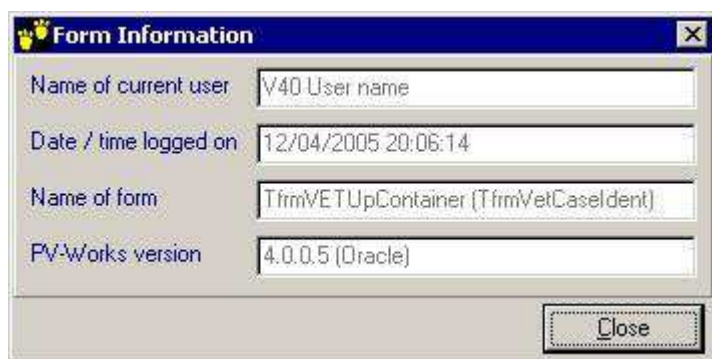 Form Information
Name of current user V40 User name
Date / time logged on 12/04/2005 20:06:14
Name of form TfrmVETUpContainer (TfrmVetCaseIdent)
PV-Works version 4.0.0.5 (Oracle)
Close